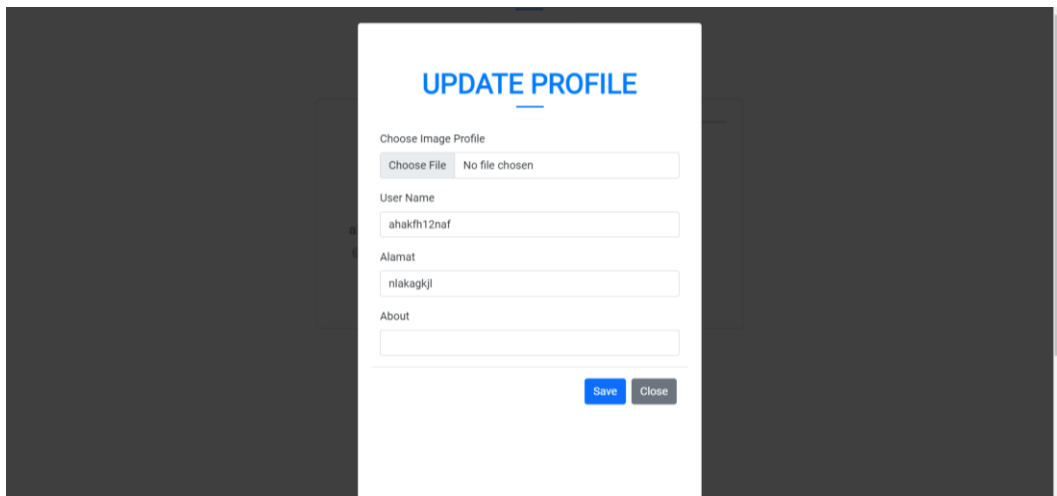 UPDATE PROFILE
Choose Image Profile
Choose File No file chosen
User Name
ahakfh12naf
Alamat
nlakagkjl
About
Save Close